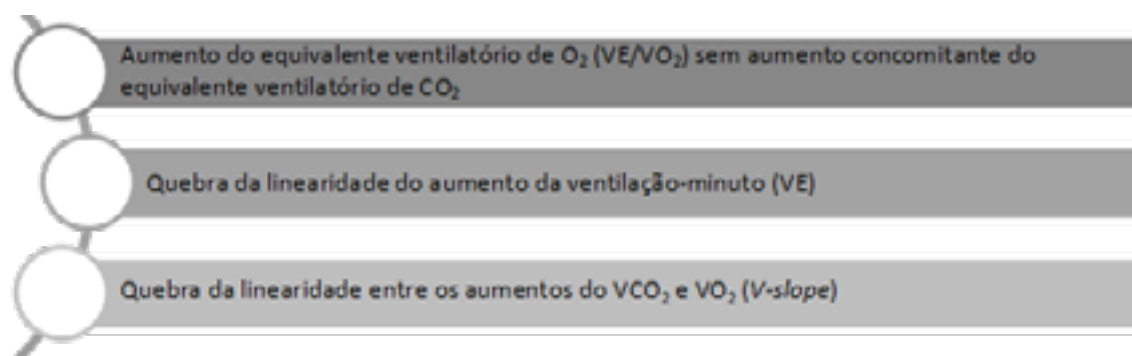 Aumento do equivalente ventilatório de O₂ (VE/VO₂) sem aumento concomitante do
equivalente ventilatório de CO₂
Quebra da linearidade do aumento da ventilação-minuto (VE)
Quebra da linearidade entre os aumentos do VCO₂ e VO₂ (V-slope)